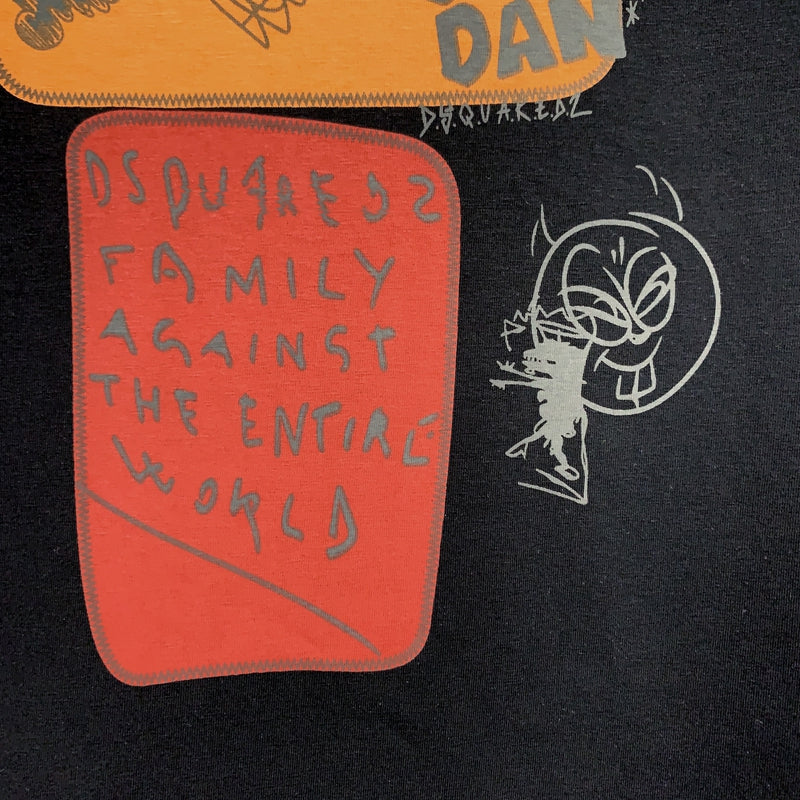 DAN*
D.S.Q.U.A.R.E.D.2
DSQUARED2
FAMILY
AGAINST
THE ENTIRE
WORLD